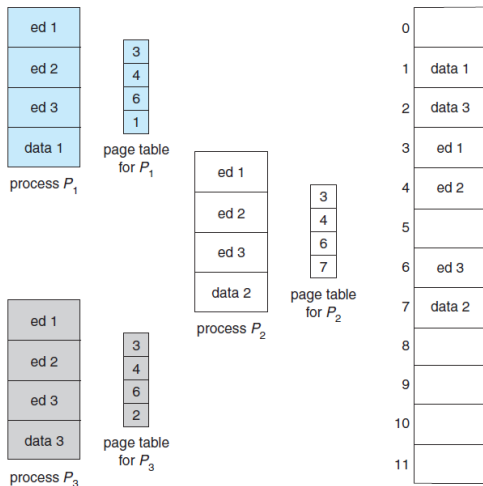 ed 1
ed 2
ed 3
data 1
process P1
3
4
6
1
page table
for P1
ed 1
ed 2
ed 3
data 2
process P2
3
4
6
7
page table
for P2
ed 1
ed 2
ed 3
data 3
process P3
3
4
6
2
page table
for P3
0
1 data 1
2 data 3
3 ed 1
4 ed 2
5
6 ed 3
7 data 2
8
9
10
11